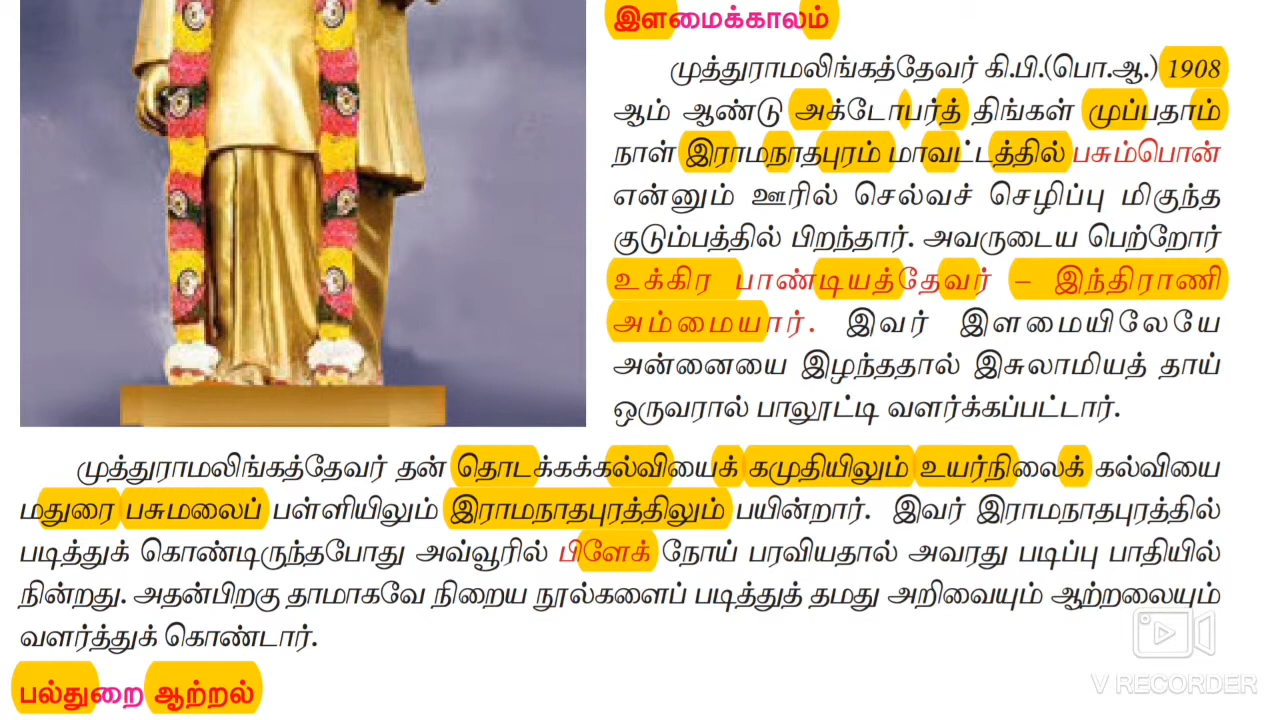 இளமைக்காலம்
முத்துராமலிங்கத்தேவர் கி.பி.(பொ.ஆ.) 1908
ஆம் ஆண்டு அக்டோபர்த் திங்கள் முப்பதாம்
நாள் இராமநாதபுரம் மாவட்டத்தில் பசும்பொன்
என்னும் ஊரில் செல்வச் செழிப்பு மிகுந்த
குடும்பத்தில் பிறந்தார். அவருடைய பெற்றோர்
உக்கிர பாண்டியத்தேவர் – இந்திராணி
அம்மையார். இவர் இளமையிலேயே
அன்னையை இழந்ததால் இசுலாமியத் தாய்
ஒருவரால் பாலூட்டி வளர்க்கப்பட்டார்.
முத்துராமலிங்கத்தேவர் தன் தொடக்கக்கல்வியைக் கமுதியிலும் உயர்நிலைக் கல்வியை
மதுரை பசுமலைப் பள்ளியிலும் இராமநாதபுரத்திலும் பயின்றார். இவர் இராமநாதபுரத்தில்
படித்துக் கொண்டிருந்தபோது அவ்வூரில் பிளேக் நோய் பரவியதால் அவரது படிப்பு பாதியில்
நின்றது. அதன்பிறகு தாமாகவே நிறைய நூல்களைப் படித்துத் தமது அறிவையும் ஆற்றலையும்
வளர்த்துக் கொண்டார்.
பல்துறை ஆற்றல்
V RECORDER